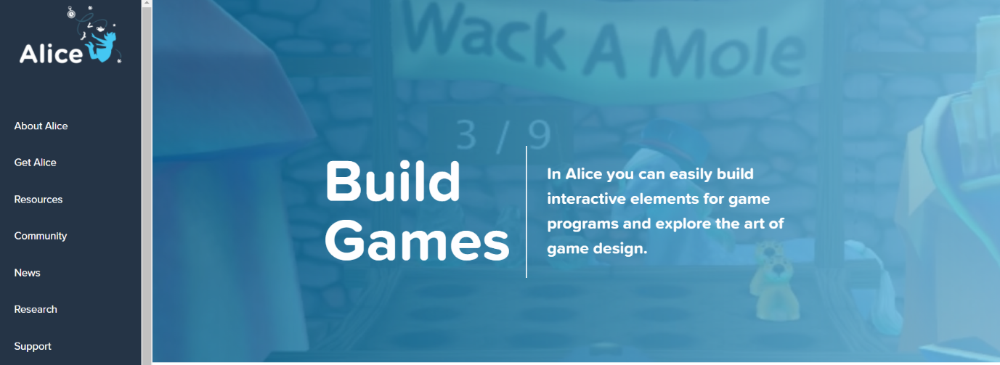 Alice
About Alice
Get Alice
Resources
Community
News
Research
Support
Wack A Mole
3 / 9
Build
Games
In Alice you can easily build
interactive elements for game
programs and explore the art of
game design.